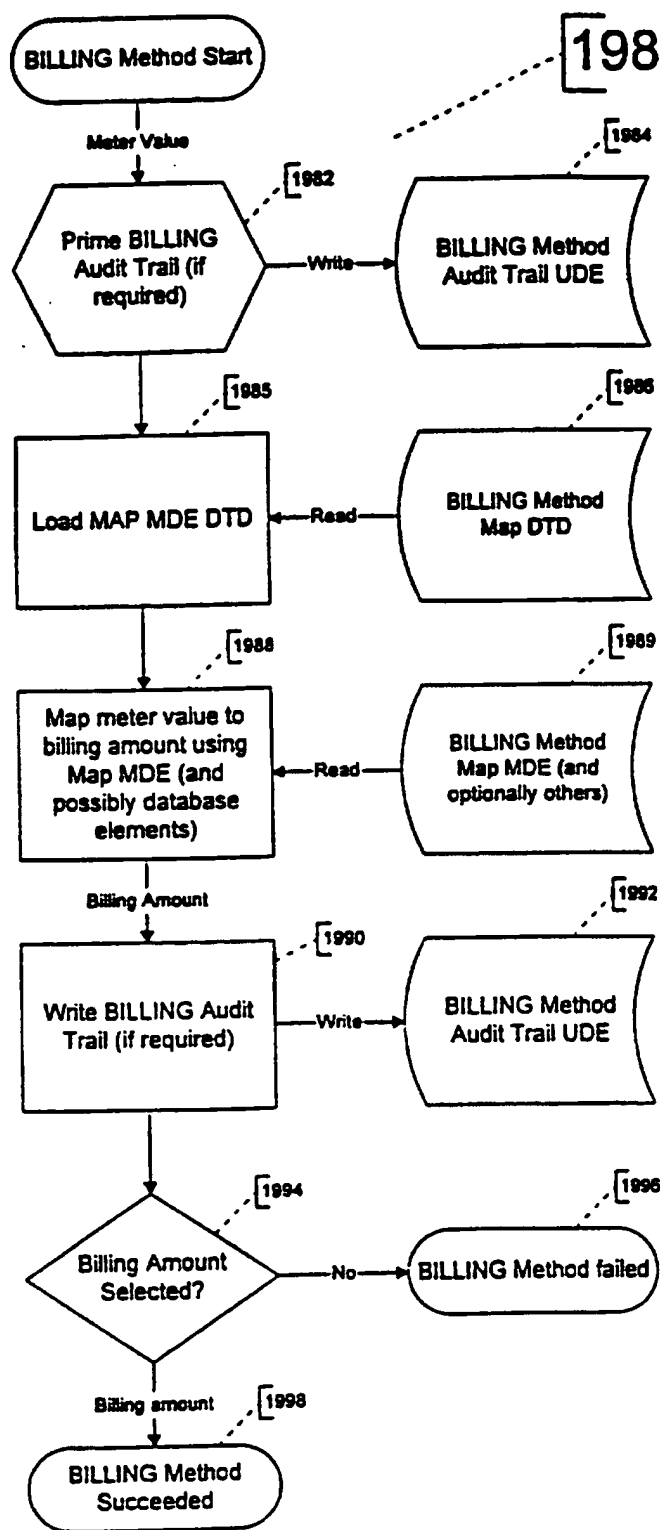 BILLING Method Start
198
Meter Value
1982
1984
Prime BILLING
Audit Trail (if
required)
Write
BILLING Method
Audit Trail UDE
1985
1986
Load MAP MDE DTD
Read
BILLING Method
Map DTD
1988
1989
Map meter value to
billing amount using
Map MDE (and
possibly database
elements)
Read
BILLING Method
Map MDE (and
optionally others)
Billing Amount
1990
1992
Write BILLING Audit
Trail (if required)
Write
BILLING Method
Audit Trail UDE
1994
1996
Billing Amount
Selected?
No
BILLING Method failed
Billing amount
1998
BILLING Method
Succeeded